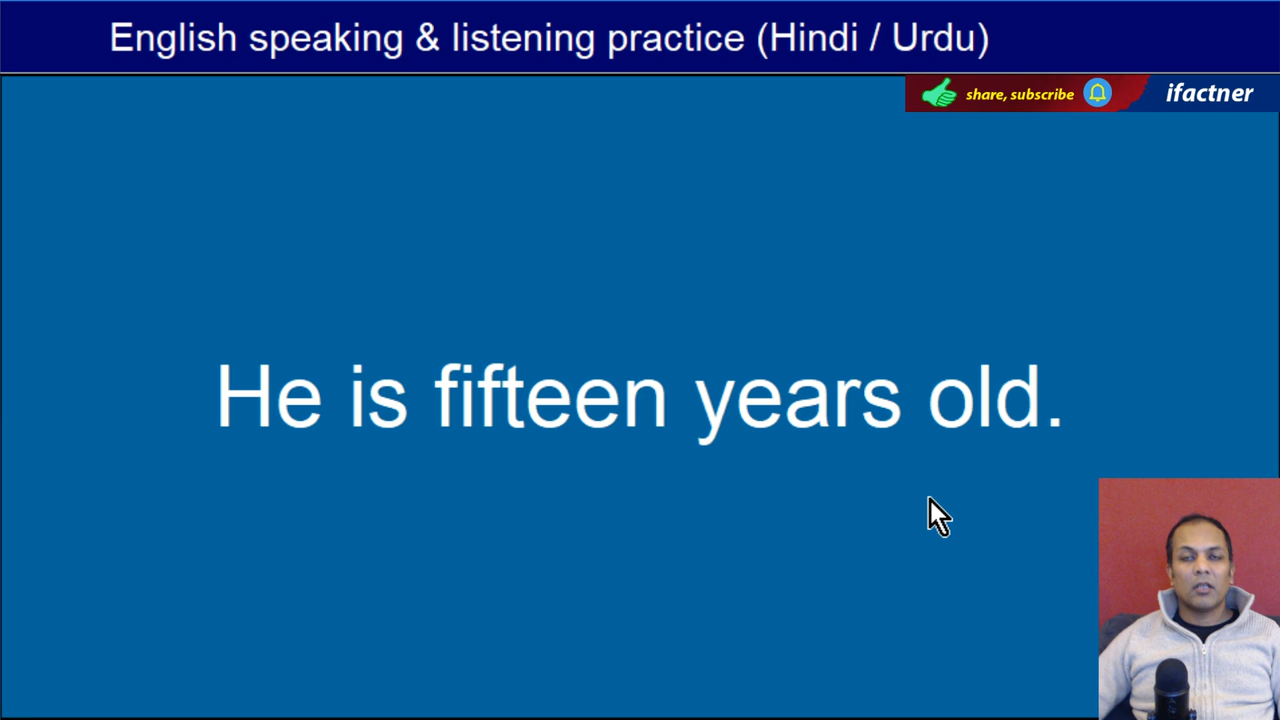 English speaking & listening practice (Hindi / Urdu)
share, subscribe
ifactner
He is fifteen years old.